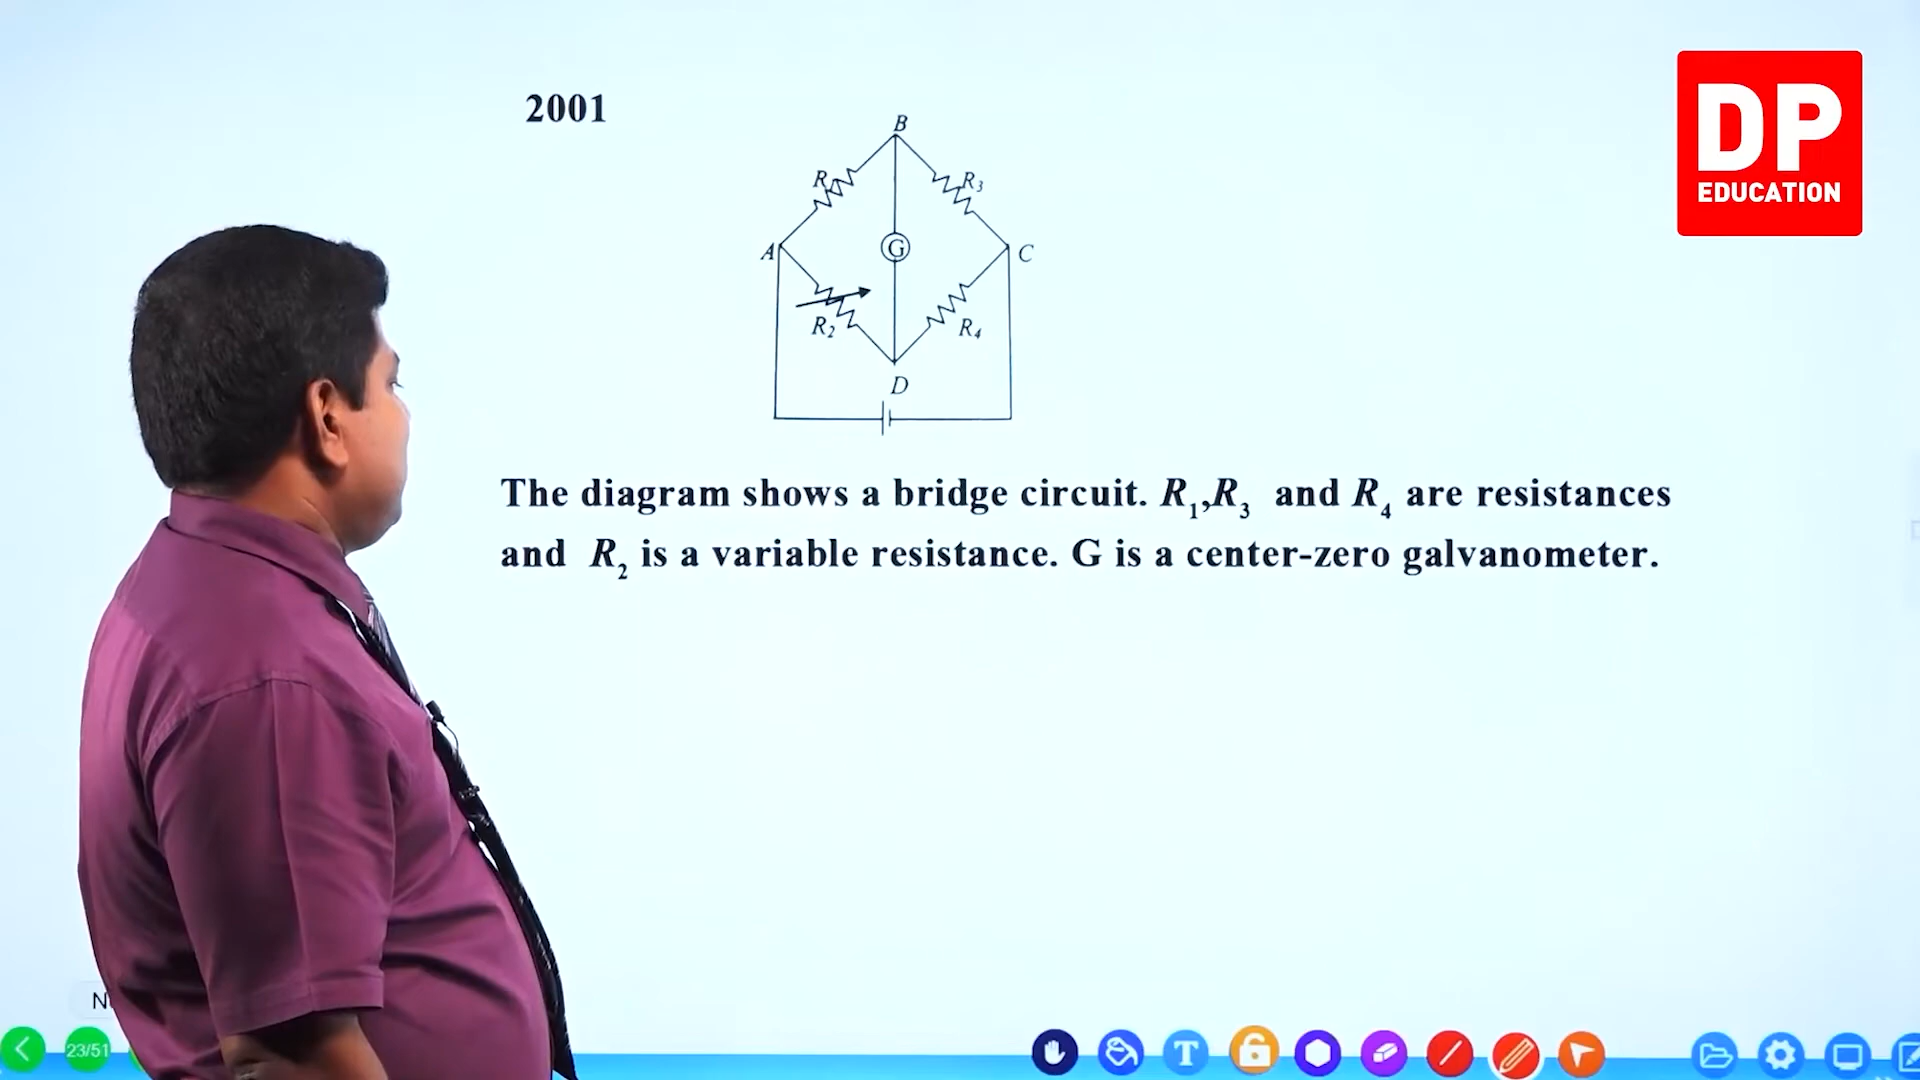 2001
DP
EDUCATION
B
R
R₃
A
G
C
R₂
R₄
D
The diagram shows a bridge circuit. R₁,R₃ and R₄ are resistances
and R₂ is a variable resistance. G is a center-zero galvanometer.
23/51
T